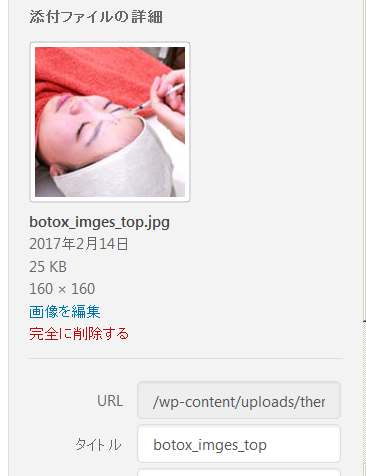 添付ファイルの詳細
botox_imges_top.jpg
2017年2月14日
25 KB
160 × 160
画像を編集
完全に削除する
URL
/wp-content/uploads/ther
タイトル
botox_imges_top